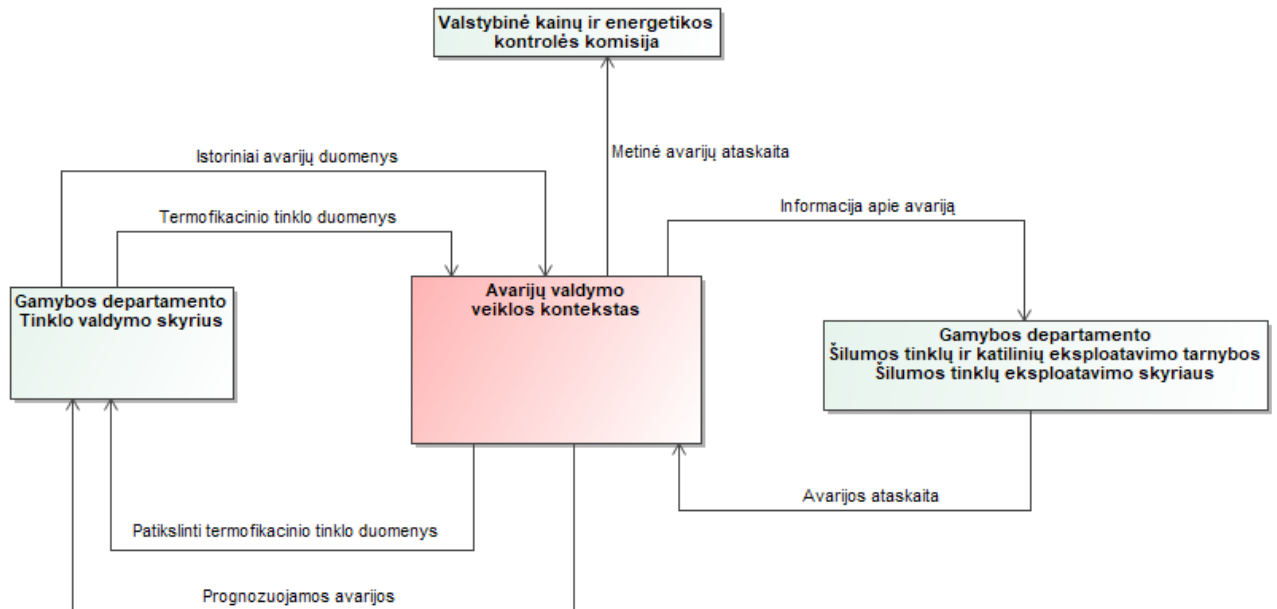 Valstybinė kainų ir energetikos
kontrolės komisija
Istoriniai avarijų duomenys
Metinė avarijų ataskaita
Termofikacinio tinklo duomenys
Informacija apie avariją
Gamybos departamento
Tinklo valdymo skyrius
Avarijų valdymo
veiklos kontekstas
Gamybos departamento
Šilumos tinklų ir katilinių eksploatavimo tarnybos
Šilumos tinklų eksploatavimo skyriaus
Avarijos ataskaita
Patikslinti termofikacinio tinklo duomenys
Prognozuojamos avarijos